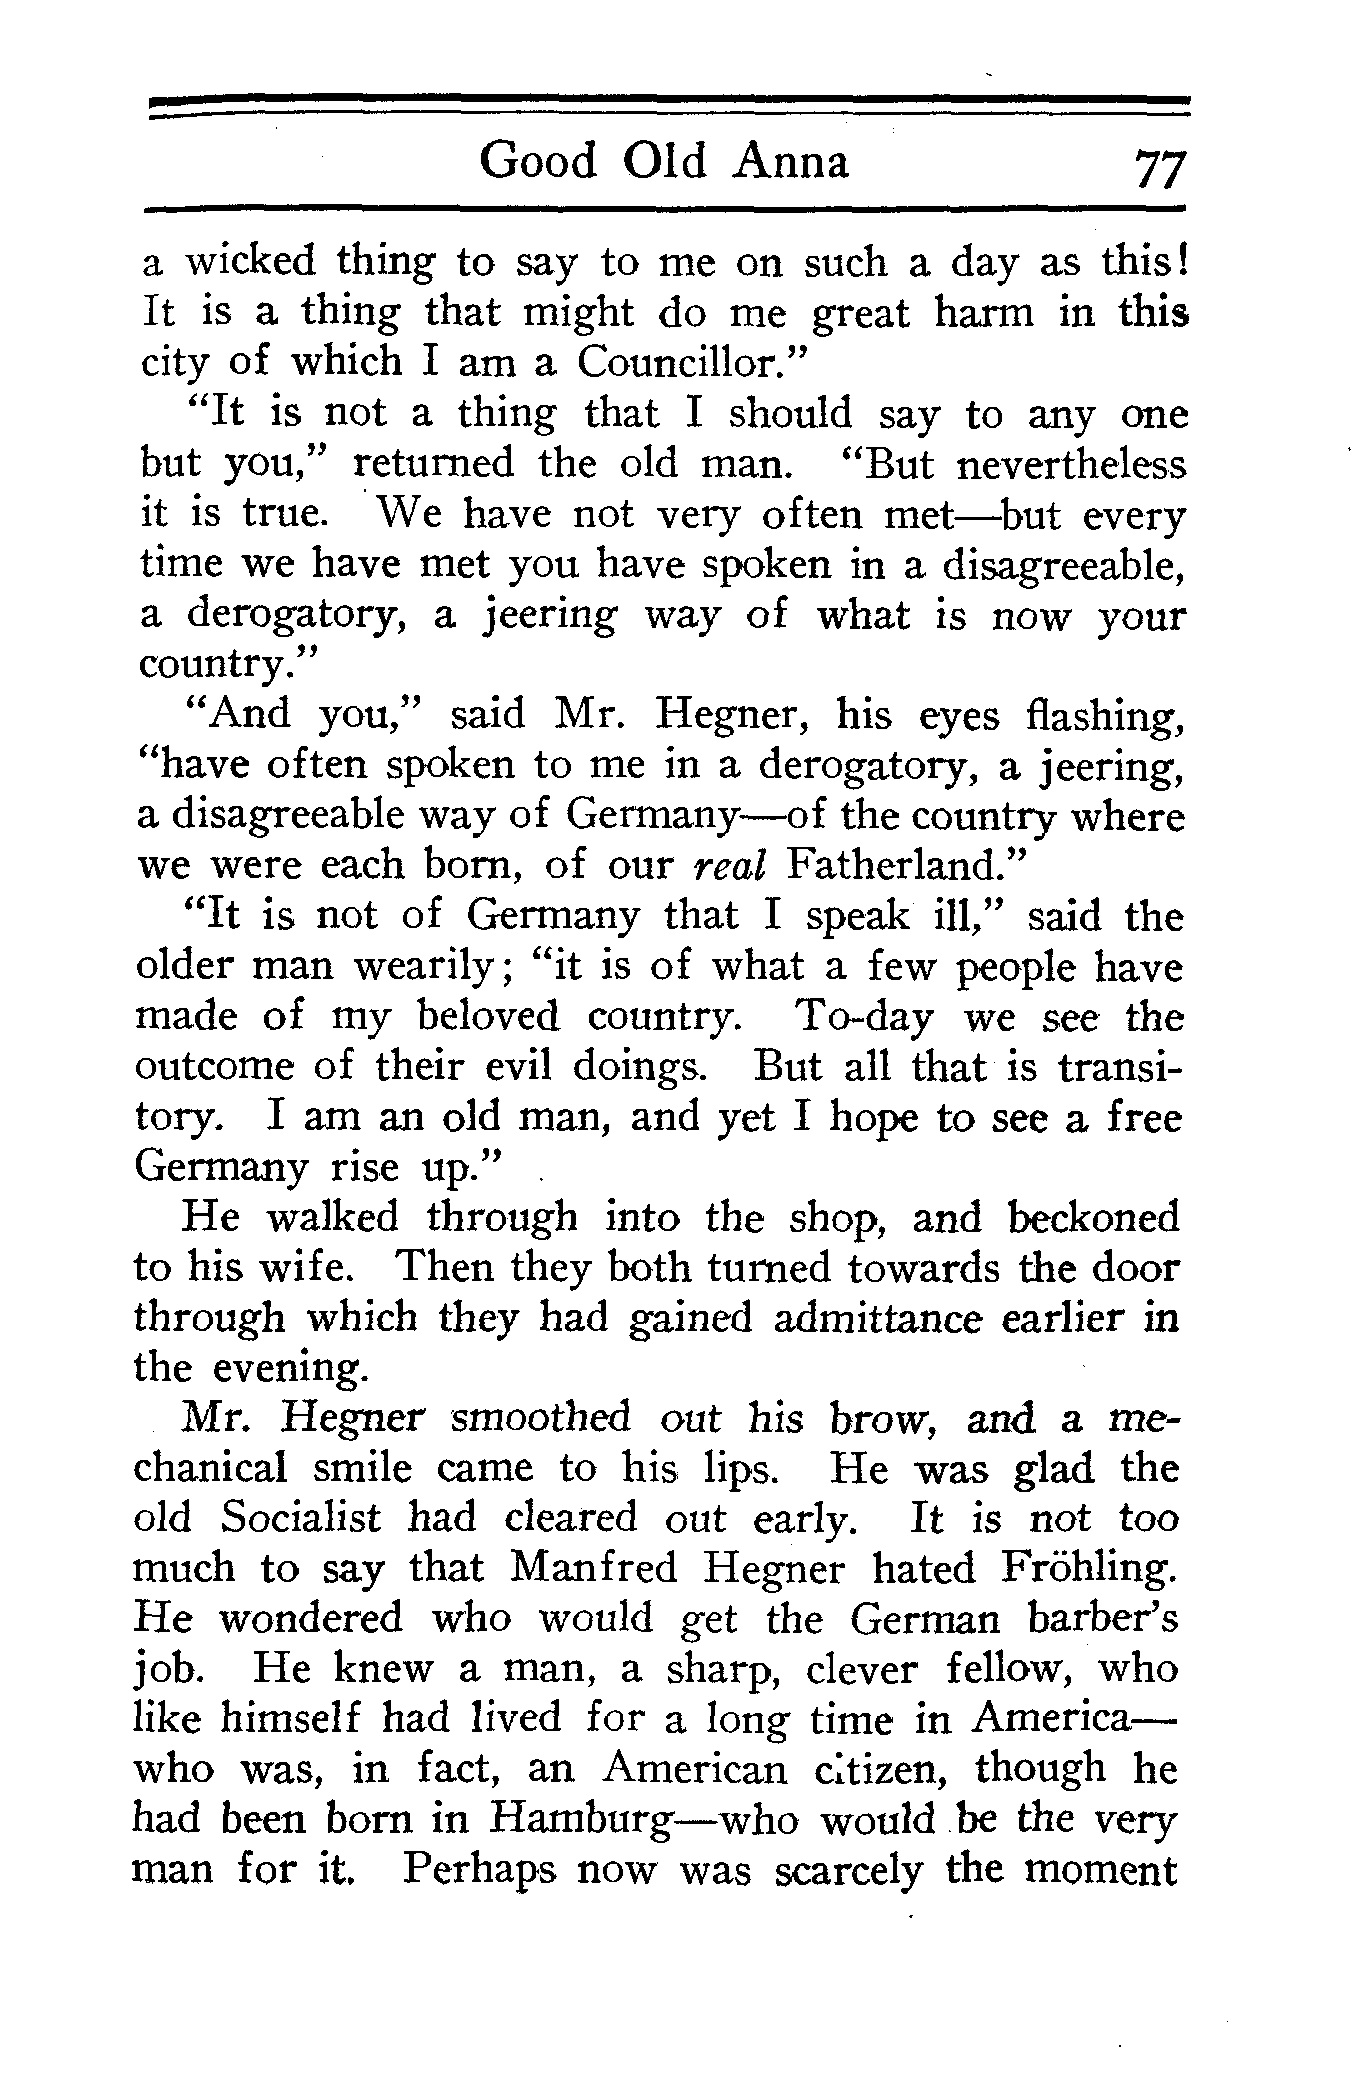 Good Old Anna 77
a wicked thing to say to me on such a day as this!
It is a thing that might do me great harm in this
city of which I am a Councillor."
"It is not a thing that I should say to any one
but you," returned the old man. "But nevertheless
it is true. We have not very often met—but every
time we have met you have spoken in a disagreeable,
a derogatory, a jeering way of what is now your
country."
"And you," said Mr. Hegner, his eyes flashing,
"have often spoken to me in a derogatory, a jeering,
a disagreeable way of Germany—of the country where
we were each born, of our real Fatherland."
"It is not of Germany that I speak ill," said the
older man wearily; "it is of what a few people have
made of my beloved country. To-day we see the
outcome of their evil doings. But all that is transi-
tory. I am an old man, and yet I hope to see a free
Germany rise up."
He walked through into the shop, and beckoned
to his wife. Then they both turned towards the door
through which they had gained admittance earlier in
the evening.
Mr. Hegner smoothed out his brow, and a me-
chanical smile came to his lips. He was glad the
old Socialist had cleared out early. It is not too
much to say that Manfred Hegner hated Fröhling.
He wondered who would get the German barber's
job. He knew a man, a sharp, clever fellow, who
like himself had lived for a long time in America—
who was, in fact, an American citizen, though he
had been born in Hamburg—who would be the very
man for it. Perhaps now was scarcely the moment